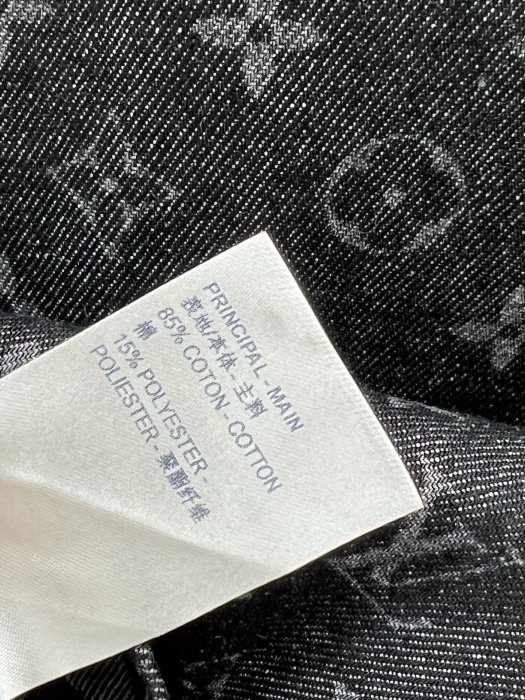 PRINCIPAL - MAIN
表地/本体 - 主料
85% COTON - COTTON
棉
15% POLYESTER -
POLIESTER - 聚酯纤维